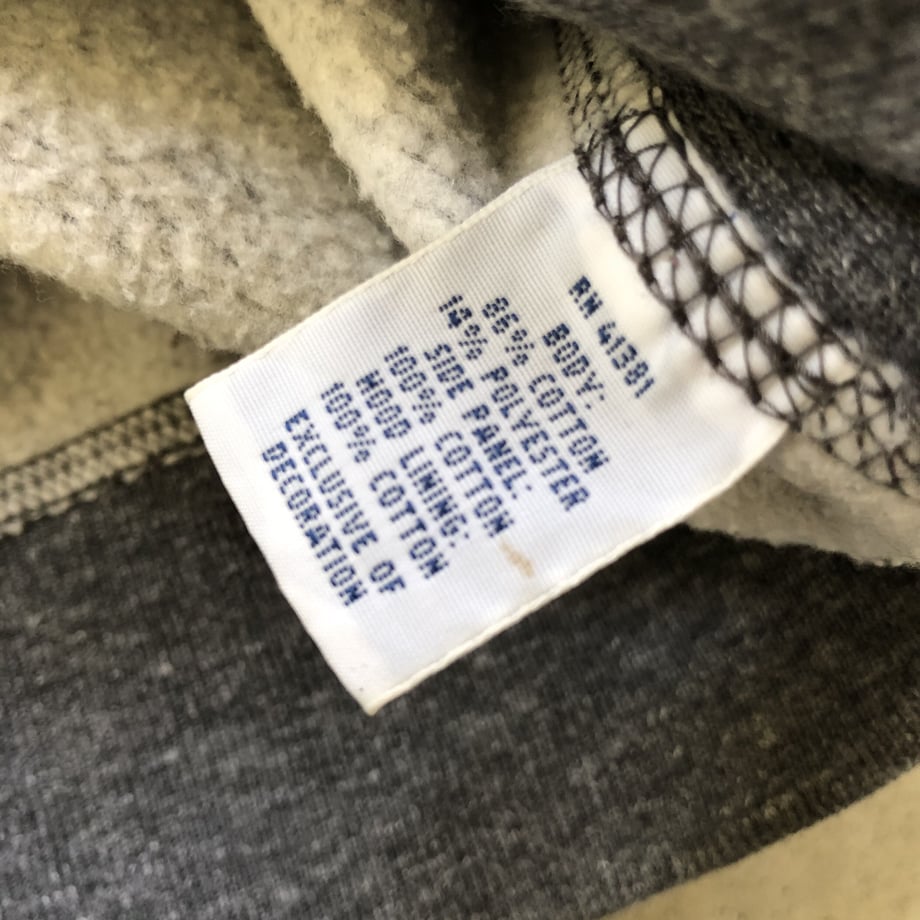 RN 41381
BODY:
86% COTTON
14% POLYESTER
SIDE PANEL:
100% COTTON
HOOD LINING:
100% COTTON
EXCLUSIVE OF
DECORATION